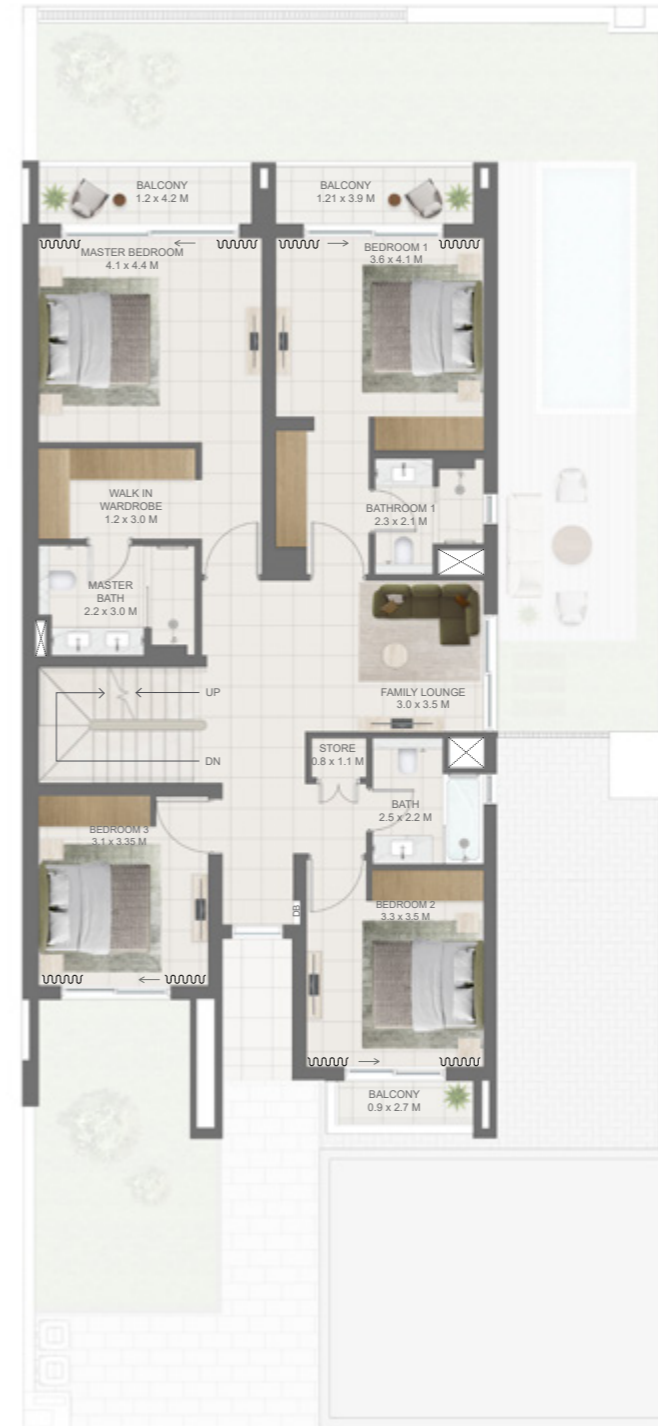 BALCONY
1.2 x 4.2 M
BALCONY
1.21 x 3.9 M
MASTER BEDROOM
4.1 x 4.4 M
BEDROOM 1
3.6 x 4.1 M
WALK IN
WARDROBE
1.2 x 3.0 M
BATHROOM 1
2.3 x 2.1 M
MASTER
BATH
2.2 x 3.0 M
UP
FAMILY LOUNGE
3.0 x 3.5 M
DN
STORE
0.8 x 1.1 M
BATH
2.5 x 2.2 M
BEDROOM 3
3.1 x 3.35 M
DB
BEDROOM 2
3.3 x 3.5 M
BALCONY
0.9 x 2.7 M